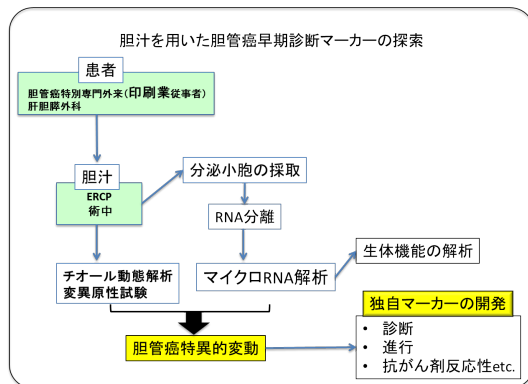 胆汁を用いた胆管癌早期診断マーカーの探索
患者
胆管癌特別専門外来(印刷業従事者)
肝胆膵外科
胆汁
ERCP
術中
分泌小胞の採取
RNA分離
チオール動態解析
変異原性試験
マイクロRNA解析
生体機能の解析
胆管癌特異的変動
独自マーカーの開発
• 診断
• 進行
• 抗がん剤反応性etc.